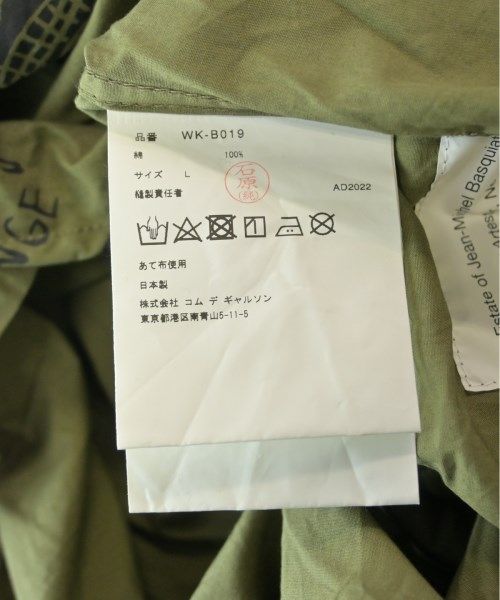 品番 WK-B019
綿 100%
サイズ L
縫製責任者
石原
(純)
AD2022
あて布使用
日本製
株式会社 コム デ ギャルソン
東京都港区南青山5-11-5
NGE
Estate of Jean-Michel Basquiat